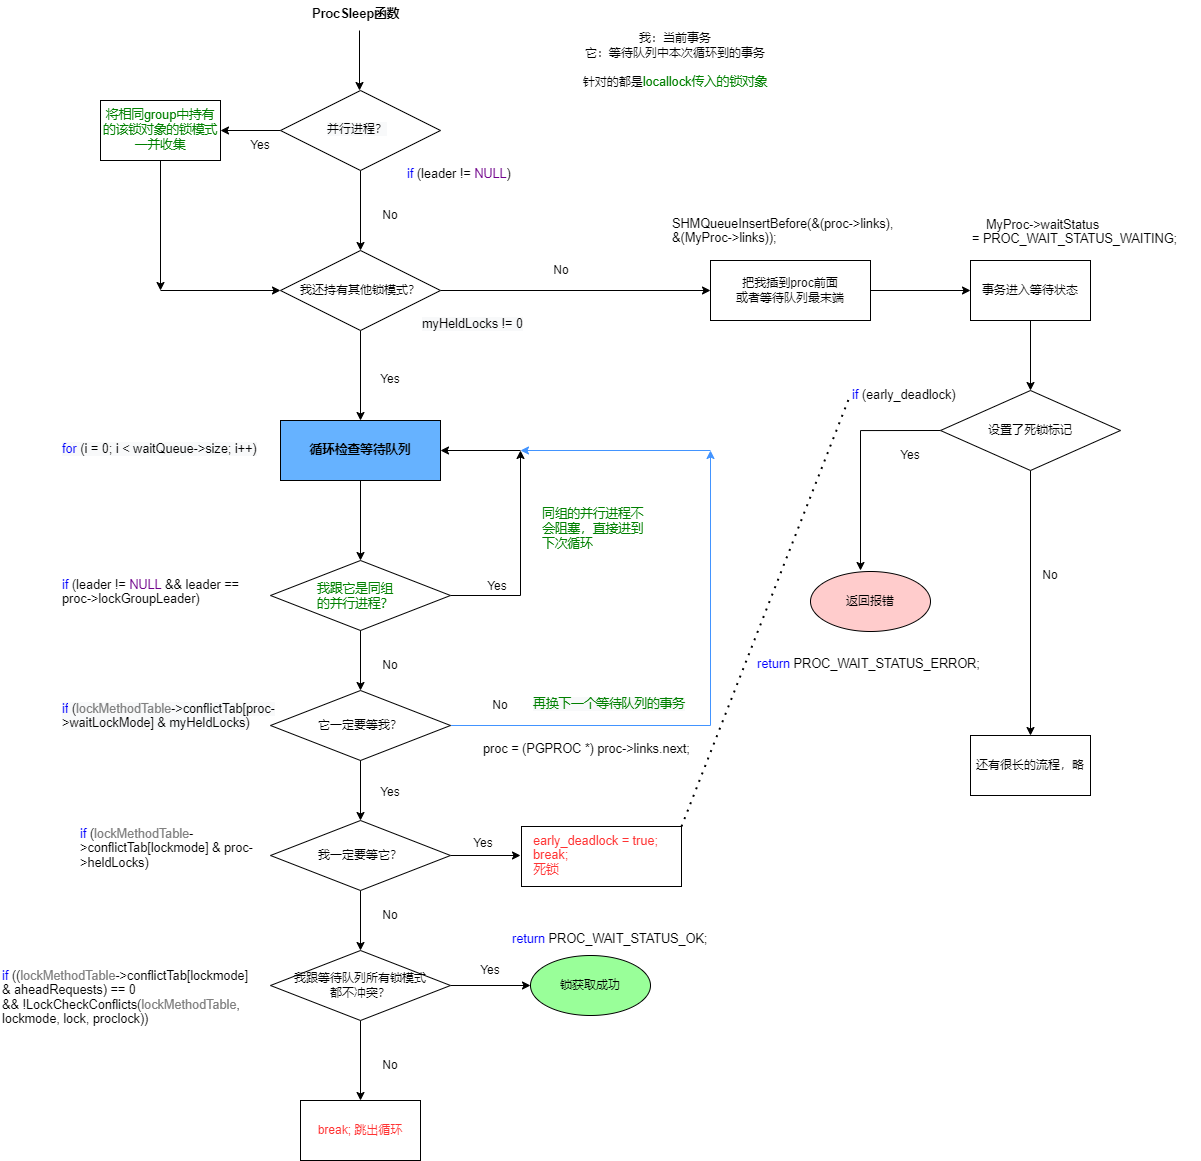 ProcSleep函数
我：当前事务
它：等待队列中本次循环到的事务
针对的都是locallock传入的锁对象
将相同group中持有
的该锁对象的锁模式
一并收集
Yes
并行进程？
if (leader != NULL)
No
SHMQueueInsertBefore(&(proc->links),
&(MyProc->links));
MyProc->waitStatus
= PROC_WAIT_STATUS_WAITING;
我还持有其他锁模式？
No
myHeldLocks != 0
把我插到proc前面
或者等待队列最末端
事务进入等待状态
Yes
if (early_deadlock)
设置了死锁标记
Yes
for (i = 0; i < waitQueue->size; i++)
循环检查等待队列
同组的并行进程不
会阻塞，直接进到
下次循环
if (leader != NULL && leader ==
proc->lockGroupLeader)
我跟它是同组
的并行进程？
Yes
No
返回报错
return PROC_WAIT_STATUS_ERROR;
No
if (lockMethodTable->conflictTab[proc-
>waitLockMode] & myHeldLocks)
它一定要等我？
No
再换下一个等待队列的事务
proc = (PGPROC *) proc->links.next;
还有很长的流程，略
Yes
if (lockMethodTable-
>conflictTab[lockmode] & proc-
>heldLocks)
我一定要等它？
Yes
early_deadlock = true;
break;
死锁
No
return PROC_WAIT_STATUS_OK;
if ((lockMethodTable->conflictTab[lockmode]
& aheadRequests) == 0
&& !LockCheckConflicts(lockMethodTable,
lockmode, lock, proclock))
我跟等待队列所有锁模式
都不冲突？
Yes
锁获取成功
No
break; 跳出循环